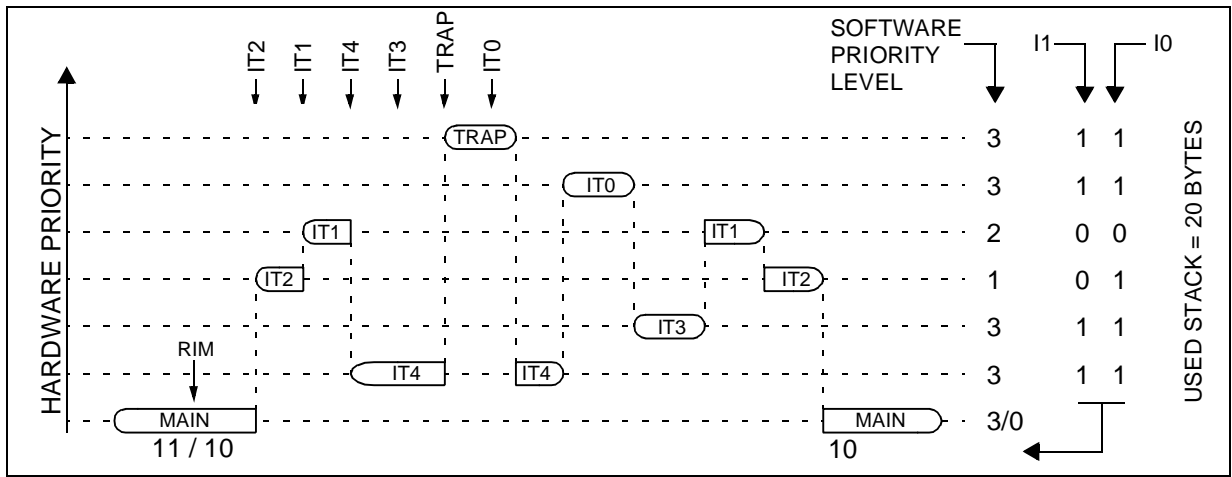 IT2
IT1
IT4
IT3
TRAP
IT0
SOFTWARE
PRIORITY
LEVEL
I1
I0
HARDWARE PRIORITY
TRAP
3
1 1
IT0
3
1 1
IT1
IT1
2
0 0
IT2
IT2
1
0 1
IT3
3
1 1
RIM
IT4
IT4
3
1 1
MAIN
MAIN
3/0
11 / 10
10
USED STACK = 20 BYTES